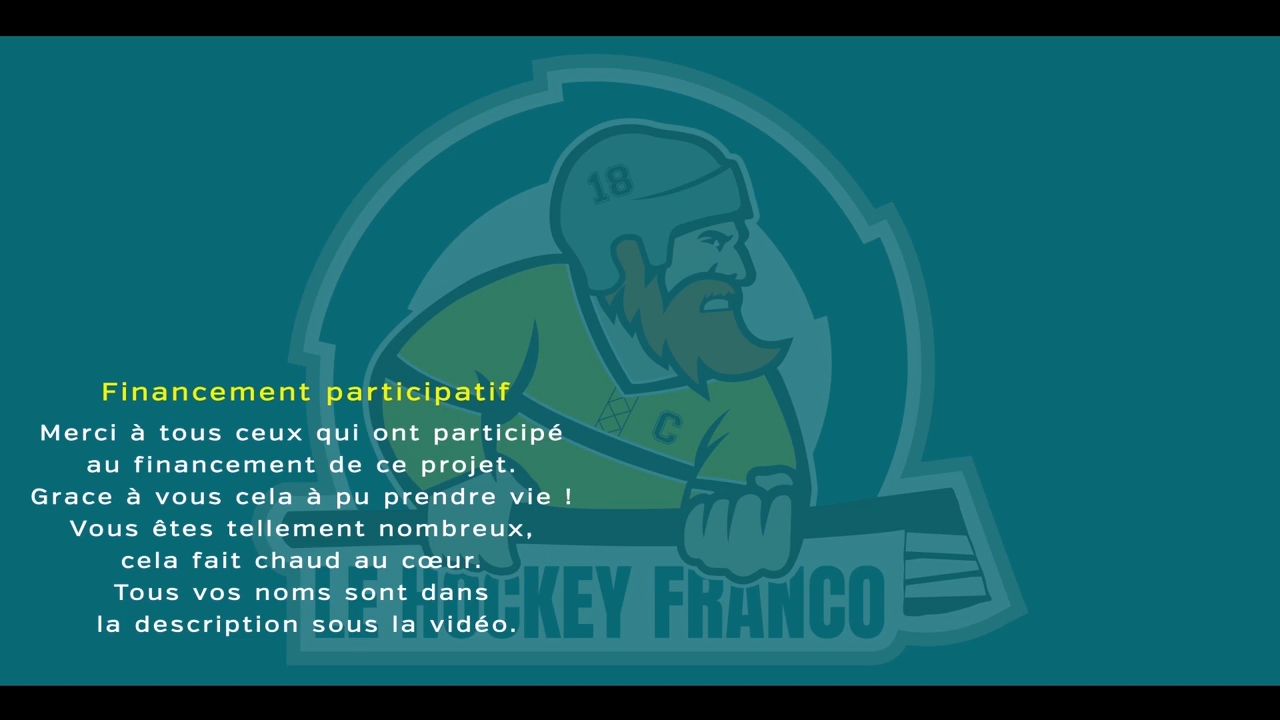 18
C
Financement participatif
Merci à tous ceux qui ont participé
au financement de ce projet.
Grace à vous cela à pu prendre vie !
Vous êtes tellement nombreux,
cela fait chaud au cœur.
Tous vos noms sont dans
la description sous la vidéo.
LE HOCKEY FRANCO